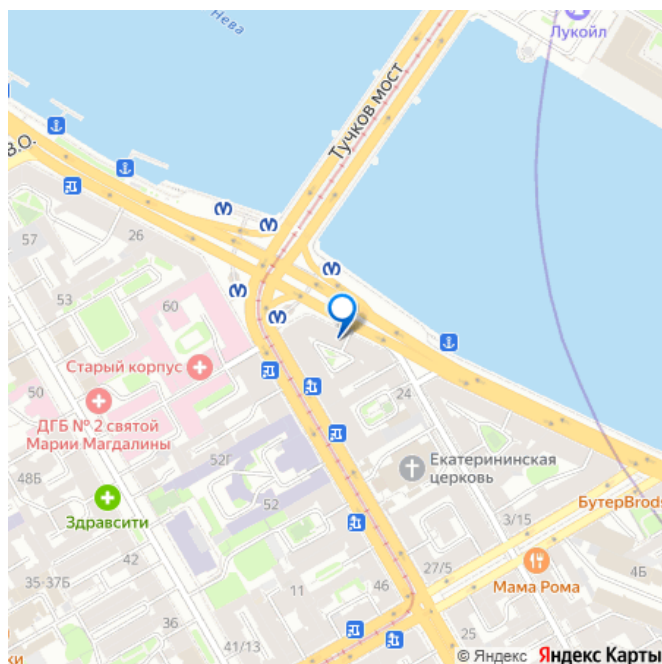 Нева
Лукойл
Тучков мост
В.О.
57
26
53
60
Старый корпус
50
24
ДГБ № 2 святой
Марии Магдалины
52Г
Екатерининская
церковь
48Б
52
БутерBrods
Здравсити
3/15
42
27/5
4Б
35-37Б
11
46
Мама Рома
41/13
25
ки
© Яндекс Яндекс Карты